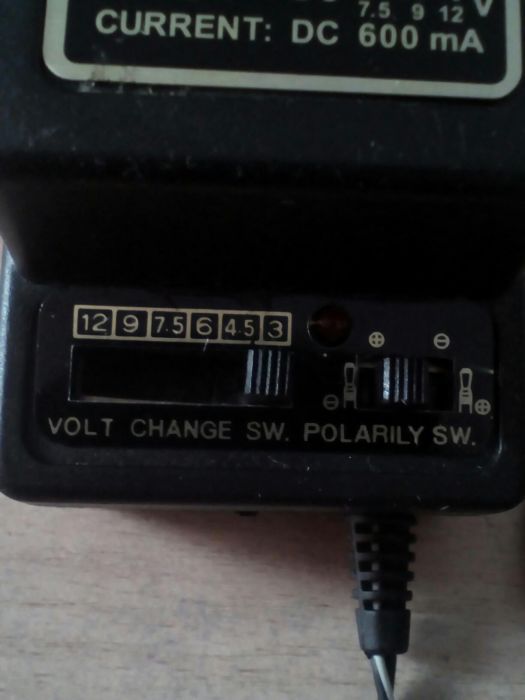 7.5 9 12 V
CURRENT: DC 600 mA
12 9 7.5 6 4.5 3
⊕ ⊖
⊖ ⊕
VOLT CHANGE SW. POLARILY SW.